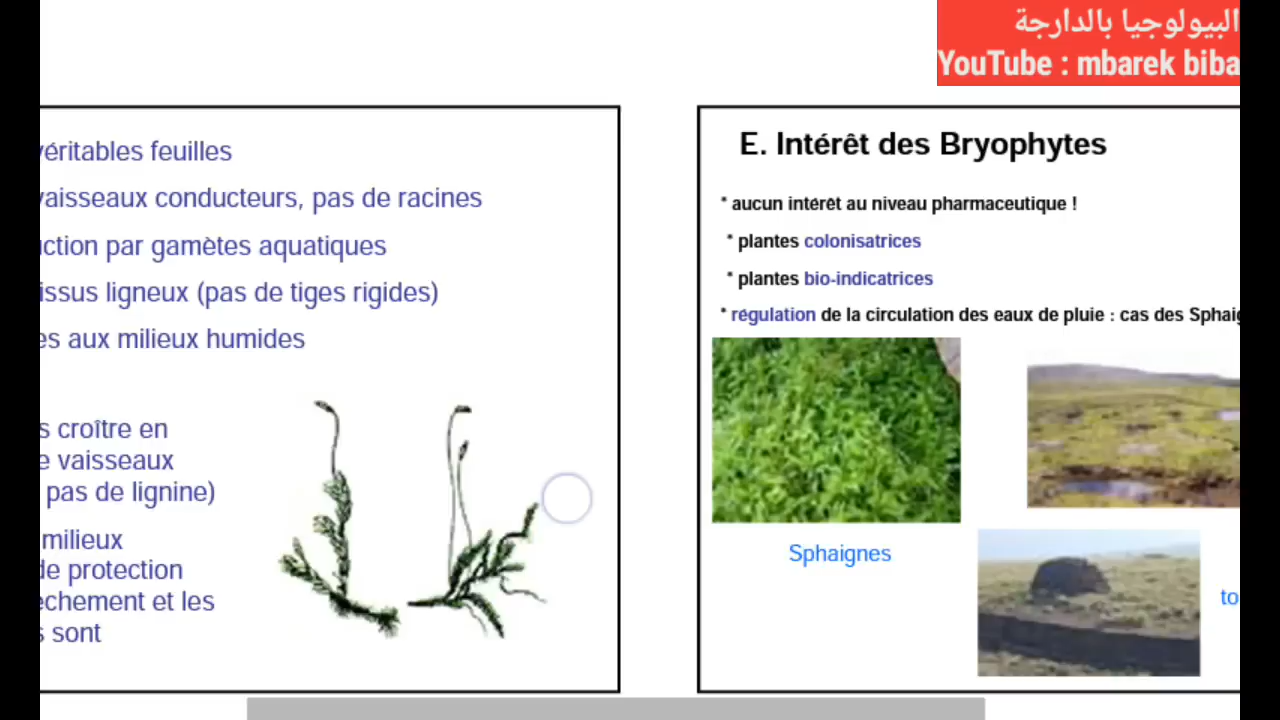 البيولوجيا بالدارجة
YouTube : mbarek biba
véritables feuilles
vaisseaux conducteurs, pas de racines
uction par gamètes aquatiques
issus ligneux (pas de tiges rigides)
es aux milieux humides
s croître en
e vaisseaux
pas de lignine)
milieux
de protection
èchement et les
s sont
E. Intérêt des Bryophytes
* aucun intérêt au niveau pharmaceutique !
* plantes colonisatrices
* plantes bio-indicatrices
* régulation de la circulation des eaux de pluie : cas des Sphaig
Sphaignes
to